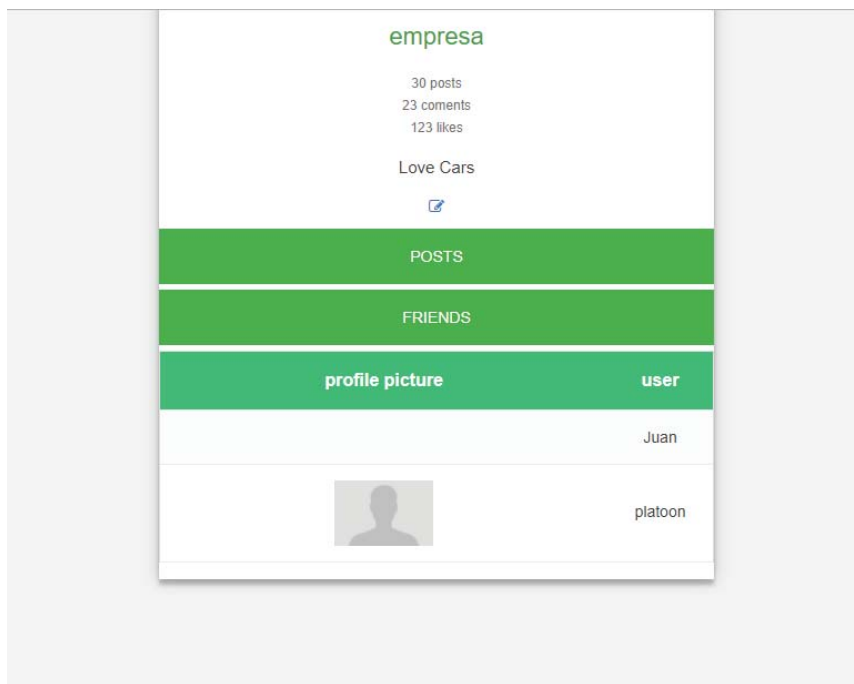 empresa
30 posts
23 coments
123 likes
Love Cars
POSTS
FRIENDS
profile picture user
Juan
platoon